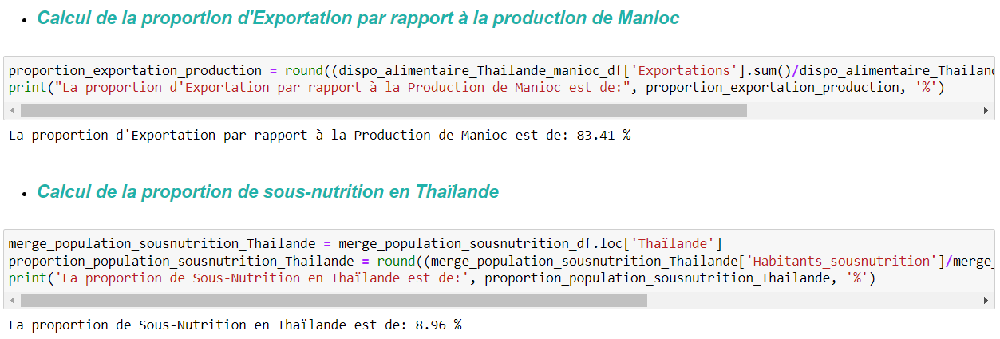 Calcul de la proportion d'Exportation par rapport à la production de Manioc
proportion_exportation_production = round((dispo_alimentaire_Thailande_manioc_df['Exportations'].sum()/dispo_alimentaire_Thailand
print("La proportion d'Exportation par rapport à la Production de Manioc est de:", proportion_exportation_production, '%')
La proportion d'Exportation par rapport à la Production de Manioc est de: 83.41 %
Calcul de la proportion de sous-nutrition en Thaïlande
merge_population_sousnutrition_Thailande = merge_population_sousnutrition_df.loc['Thaïlande']
proportion_population_sousnutrition_Thailande = round((merge_population_sousnutrition_Thailande['Habitants_sousnutrition']/merge_
print('La proportion de Sous-Nutrition en Thaïlande est de:', proportion_population_sousnutrition_Thailande, '%')
La proportion de Sous-Nutrition en Thaïlande est de: 8.96 %